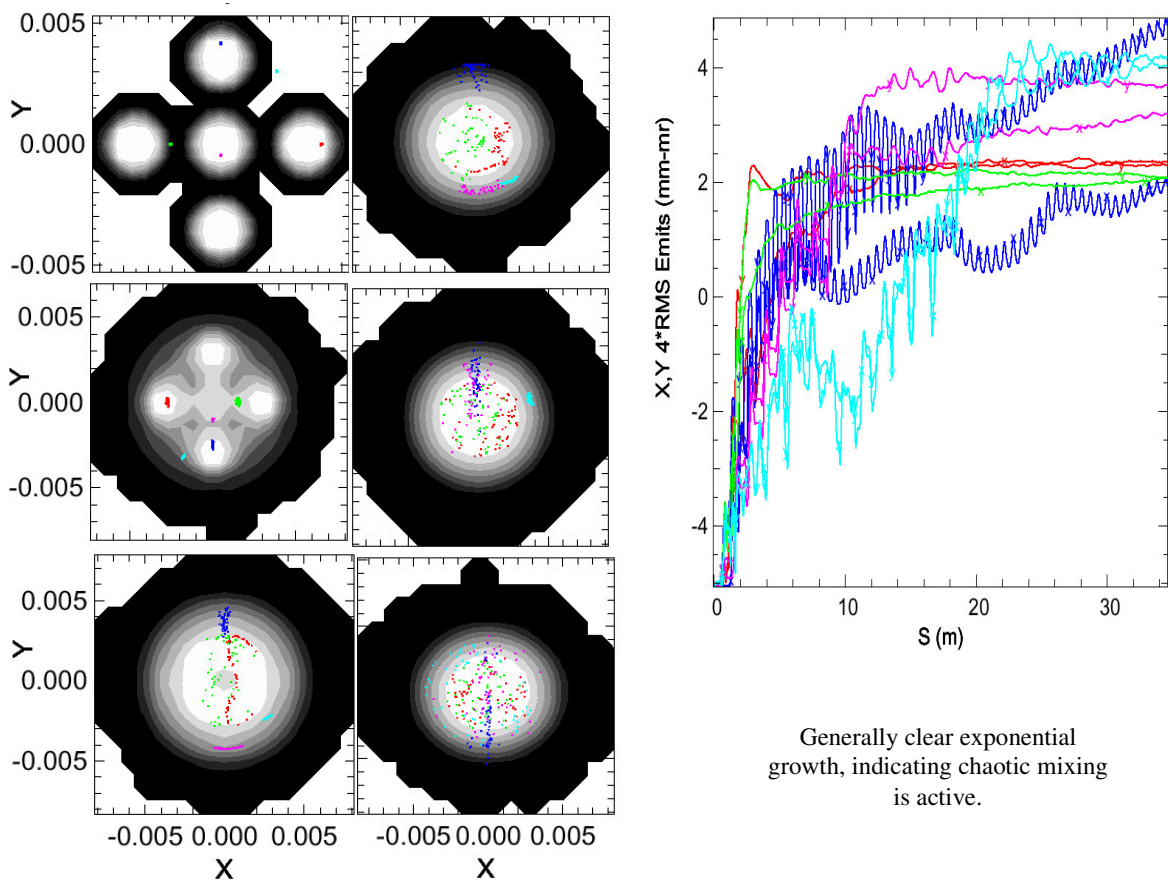 0.005
Y
0.000
-0.005
0.005
Y
0.000
-0.005
0.005
Y
0.000
-0.005
-0.005 0.000 0.005
X
-0.005 0.000 0.005
X
X,Y 4*RMS Emits (mm-mr)
4
2
0
-2
-4
0 10 20 30
S (m)
Generally clear exponential
growth, indicating chaotic mixing
is active.